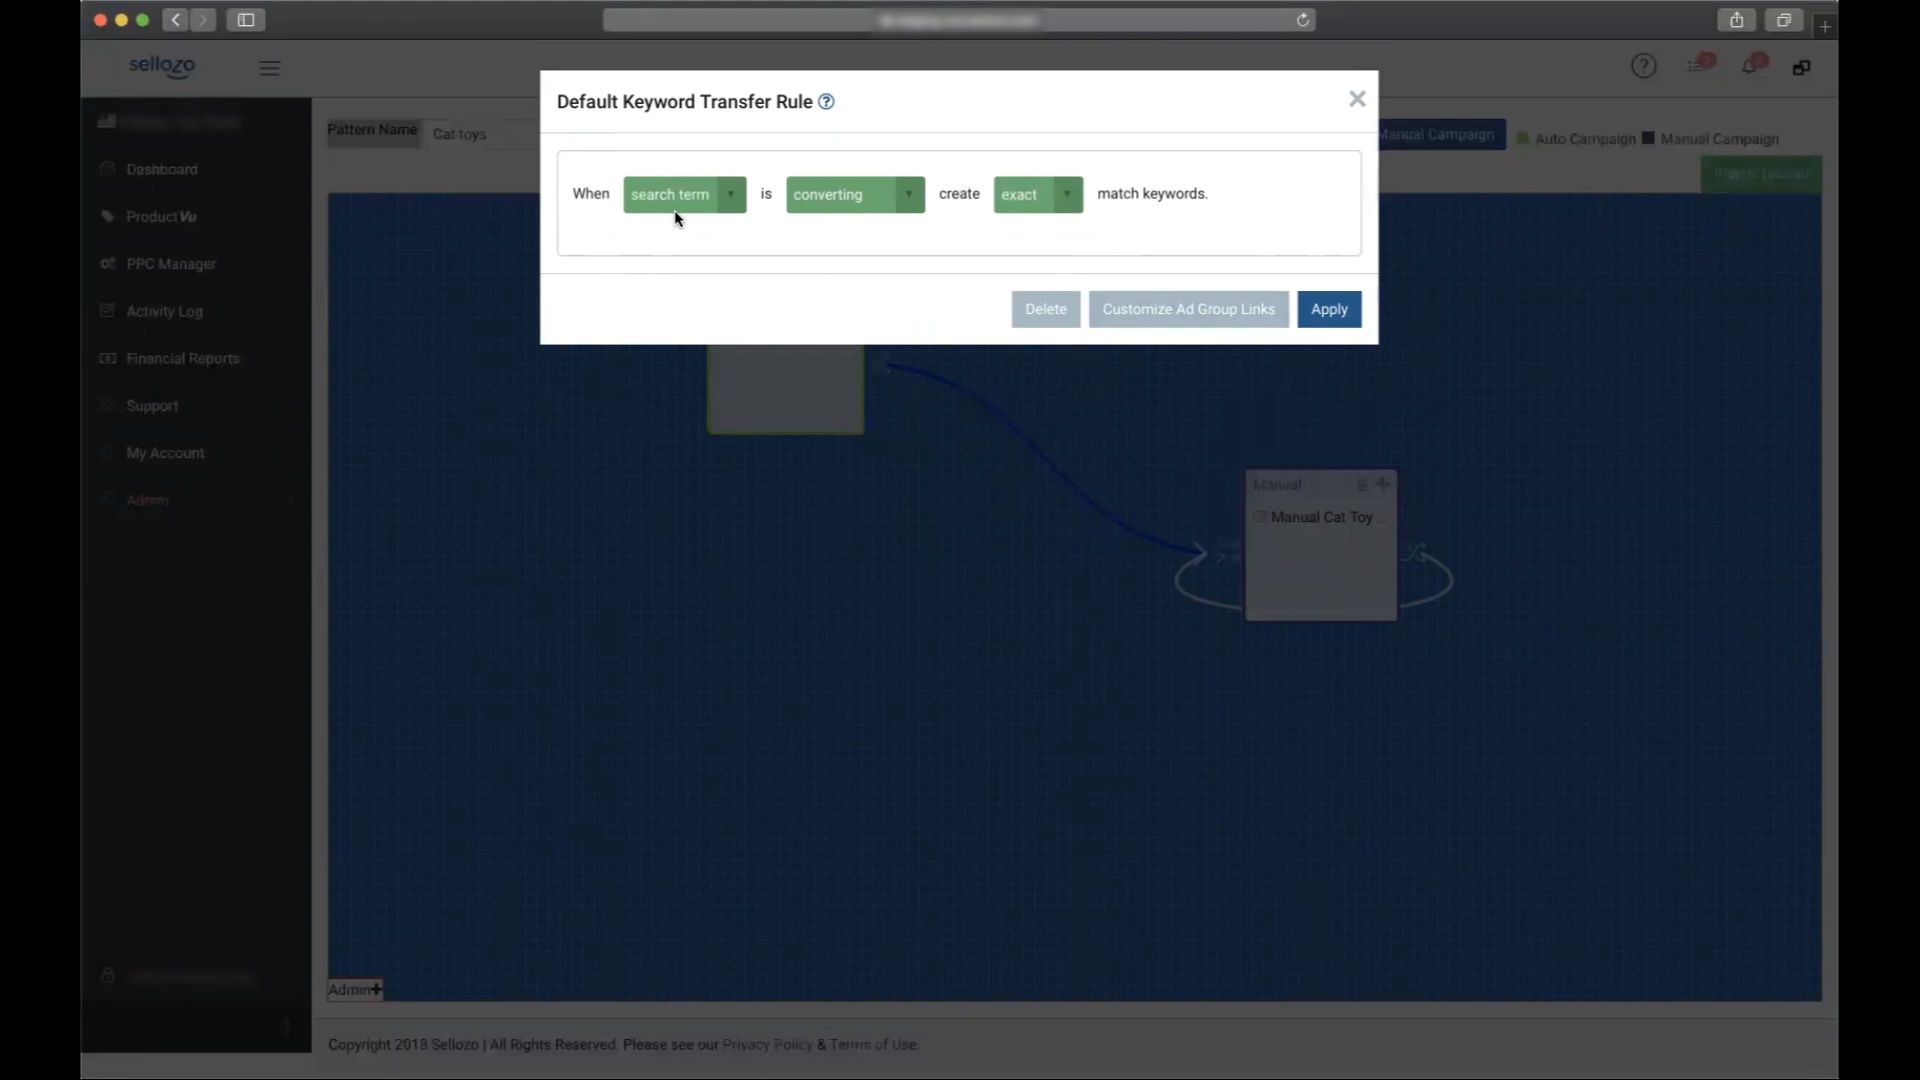 sellozo
Default Keyword Transfer Rule ?
When search term is converting create exact match keywords.
Delete Customize Ad Group Links Apply
Pattern Name Cat toys
Manual Campaign Auto Campaign Manual Campaign
Dashboard
ProductVu
PPC Manager
Activity Log
Financial Reports
Support
My Account
Admin
Manual
Manual Cat Toy ...
Admin+
Copyright 2018 Sellozo | All Rights Reserved. Please see our Privacy Policy & Terms of Use.